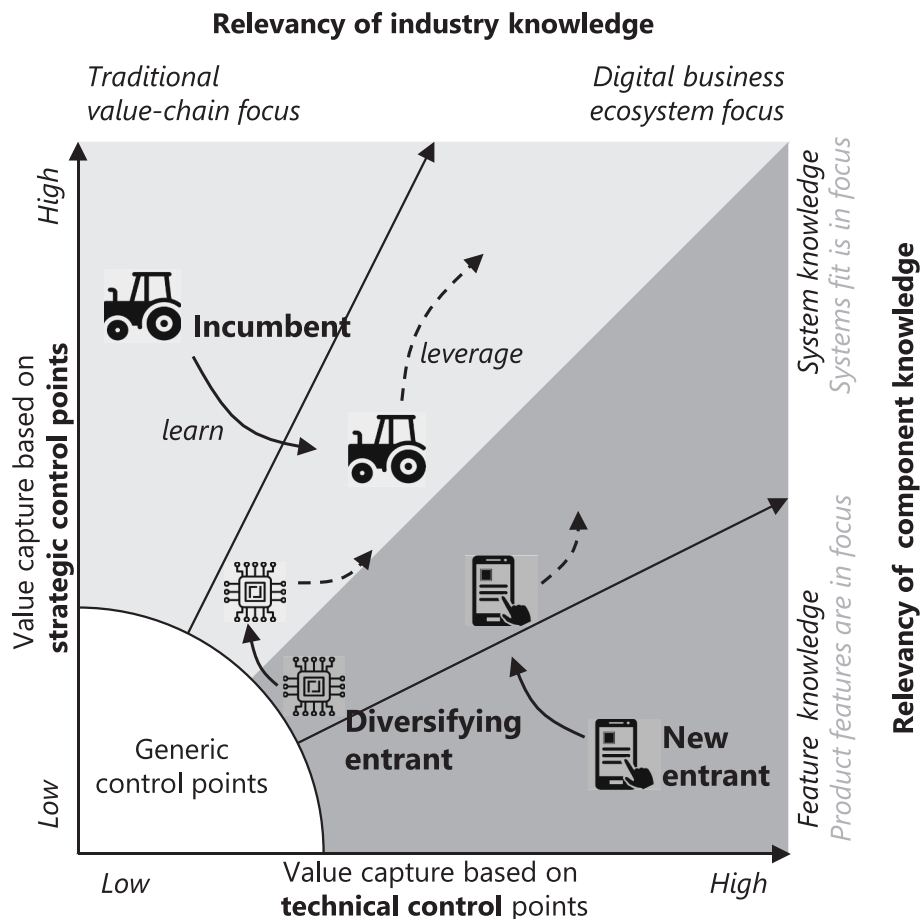 Relevancy of industry knowledge
Traditional
value-chain focus
Digital business
ecosystem focus
High
Low
Value capture based on
strategic control points
Incumbent
learn
leverage
Diversifying
entrant
New
entrant
Generic
control points
System knowledge
Systems fit is in focus
Feature knowledge
Product features are in focus
Relevancy of component knowledge
Low
Value capture based on
technical control points
High